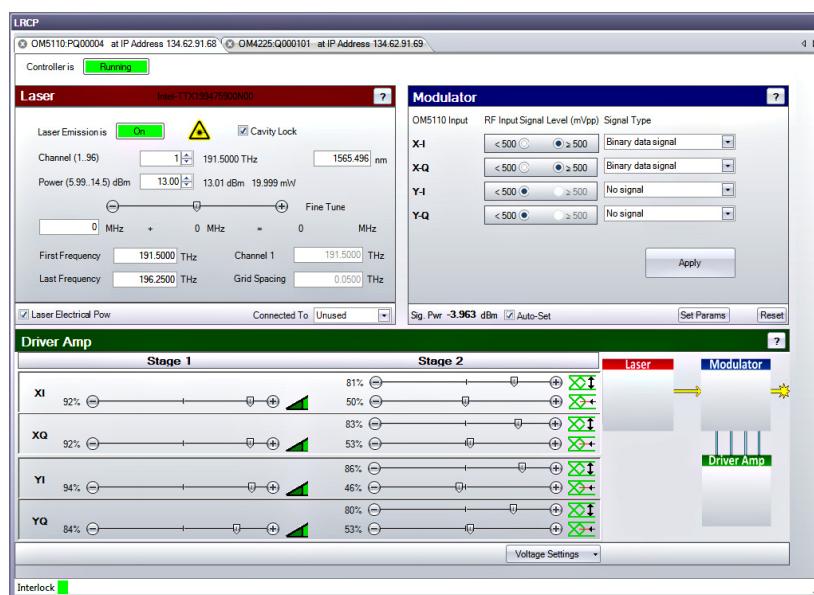 LRCP
OM5110:PQ00004 at IP Address 134.62.91.68 OM4225:Q000101 at IP Address 134.62.91.69
Controller is Running
Laser Intel-TTX199475900N00 ?
Laser Emission is On Cavity Lock
Channel (1..96) 1 191.5000 THz 1565.496 nm
Power (5.99..14.5) dBm 13.00 13.01 dBm 19.999 mW
Fine Tune
0 MHz + 0 MHz = 0 MHz
First Frequency 191.5000 THz Channel 1 191.5000 THz
Last Frequency 196.2500 THz Grid Spacing 0.0500 THz
Laser Electrical Pow Connected To Unused
Modulator ?
OM5110 Input RF Input Signal Level (mVpp) Signal Type
X-I < 500 ≥ 500 Binary data signal
X-Q < 500 ≥ 500 Binary data signal
Y-I < 500 ≥ 500 No signal
Y-Q < 500 ≥ 500 No signal
Apply
Sig. Pwr -3.963 dBm Auto-Set Set Params Reset
Driver Amp ?
Stage 1 Stage 2
XI 92% 81%
50%
XQ 92% 83%
53%
YI 94% 86%
46%
YQ 84% 80%
53%
Laser Modulator
Driver Amp
Voltage Settings
Interlock